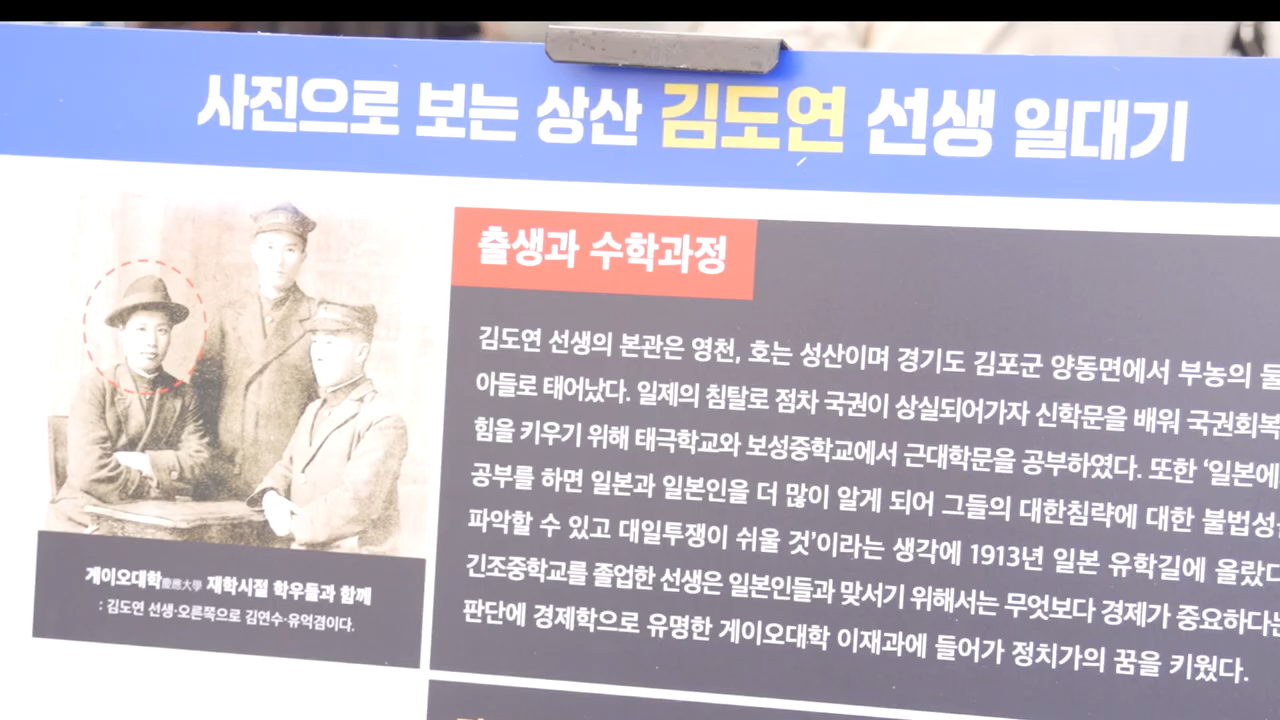 사진으로 보는 상산 김도연 선생 일대기
출생과 수학과정
김도연 선생의 본관은 영천, 호는 성산이며 경기도 김포군 양동면에서 부농의 둘
아들로 태어났다. 일제의 침탈로 점차 국권이 상실되어가자 신학문을 배워 국권회복
힘을 키우기 위해 태극학교와 보성중학교에서 근대학문을 공부하였다. 또한 ‘일본에
공부를 하면 일본과 일본인을 더 많이 알게 되어 그들의 대한침략에 대한 불법성
파악할 수 있고 대일투쟁이 쉬울 것’이라는 생각에 1913년 일본 유학길에 올랐다
긴조중학교를 졸업한 선생은 일본인들과 맞서기 위해서는 무엇보다 경제가 중요하다는
판단에 경제학으로 유명한 게이오대학 이재과에 들어가 정치가의 꿈을 키웠다.
게이오대학慶應大學 재학시절 학우들과 함께
: 김도연 선생·오른쪽으로 김연수·유억겸이다.